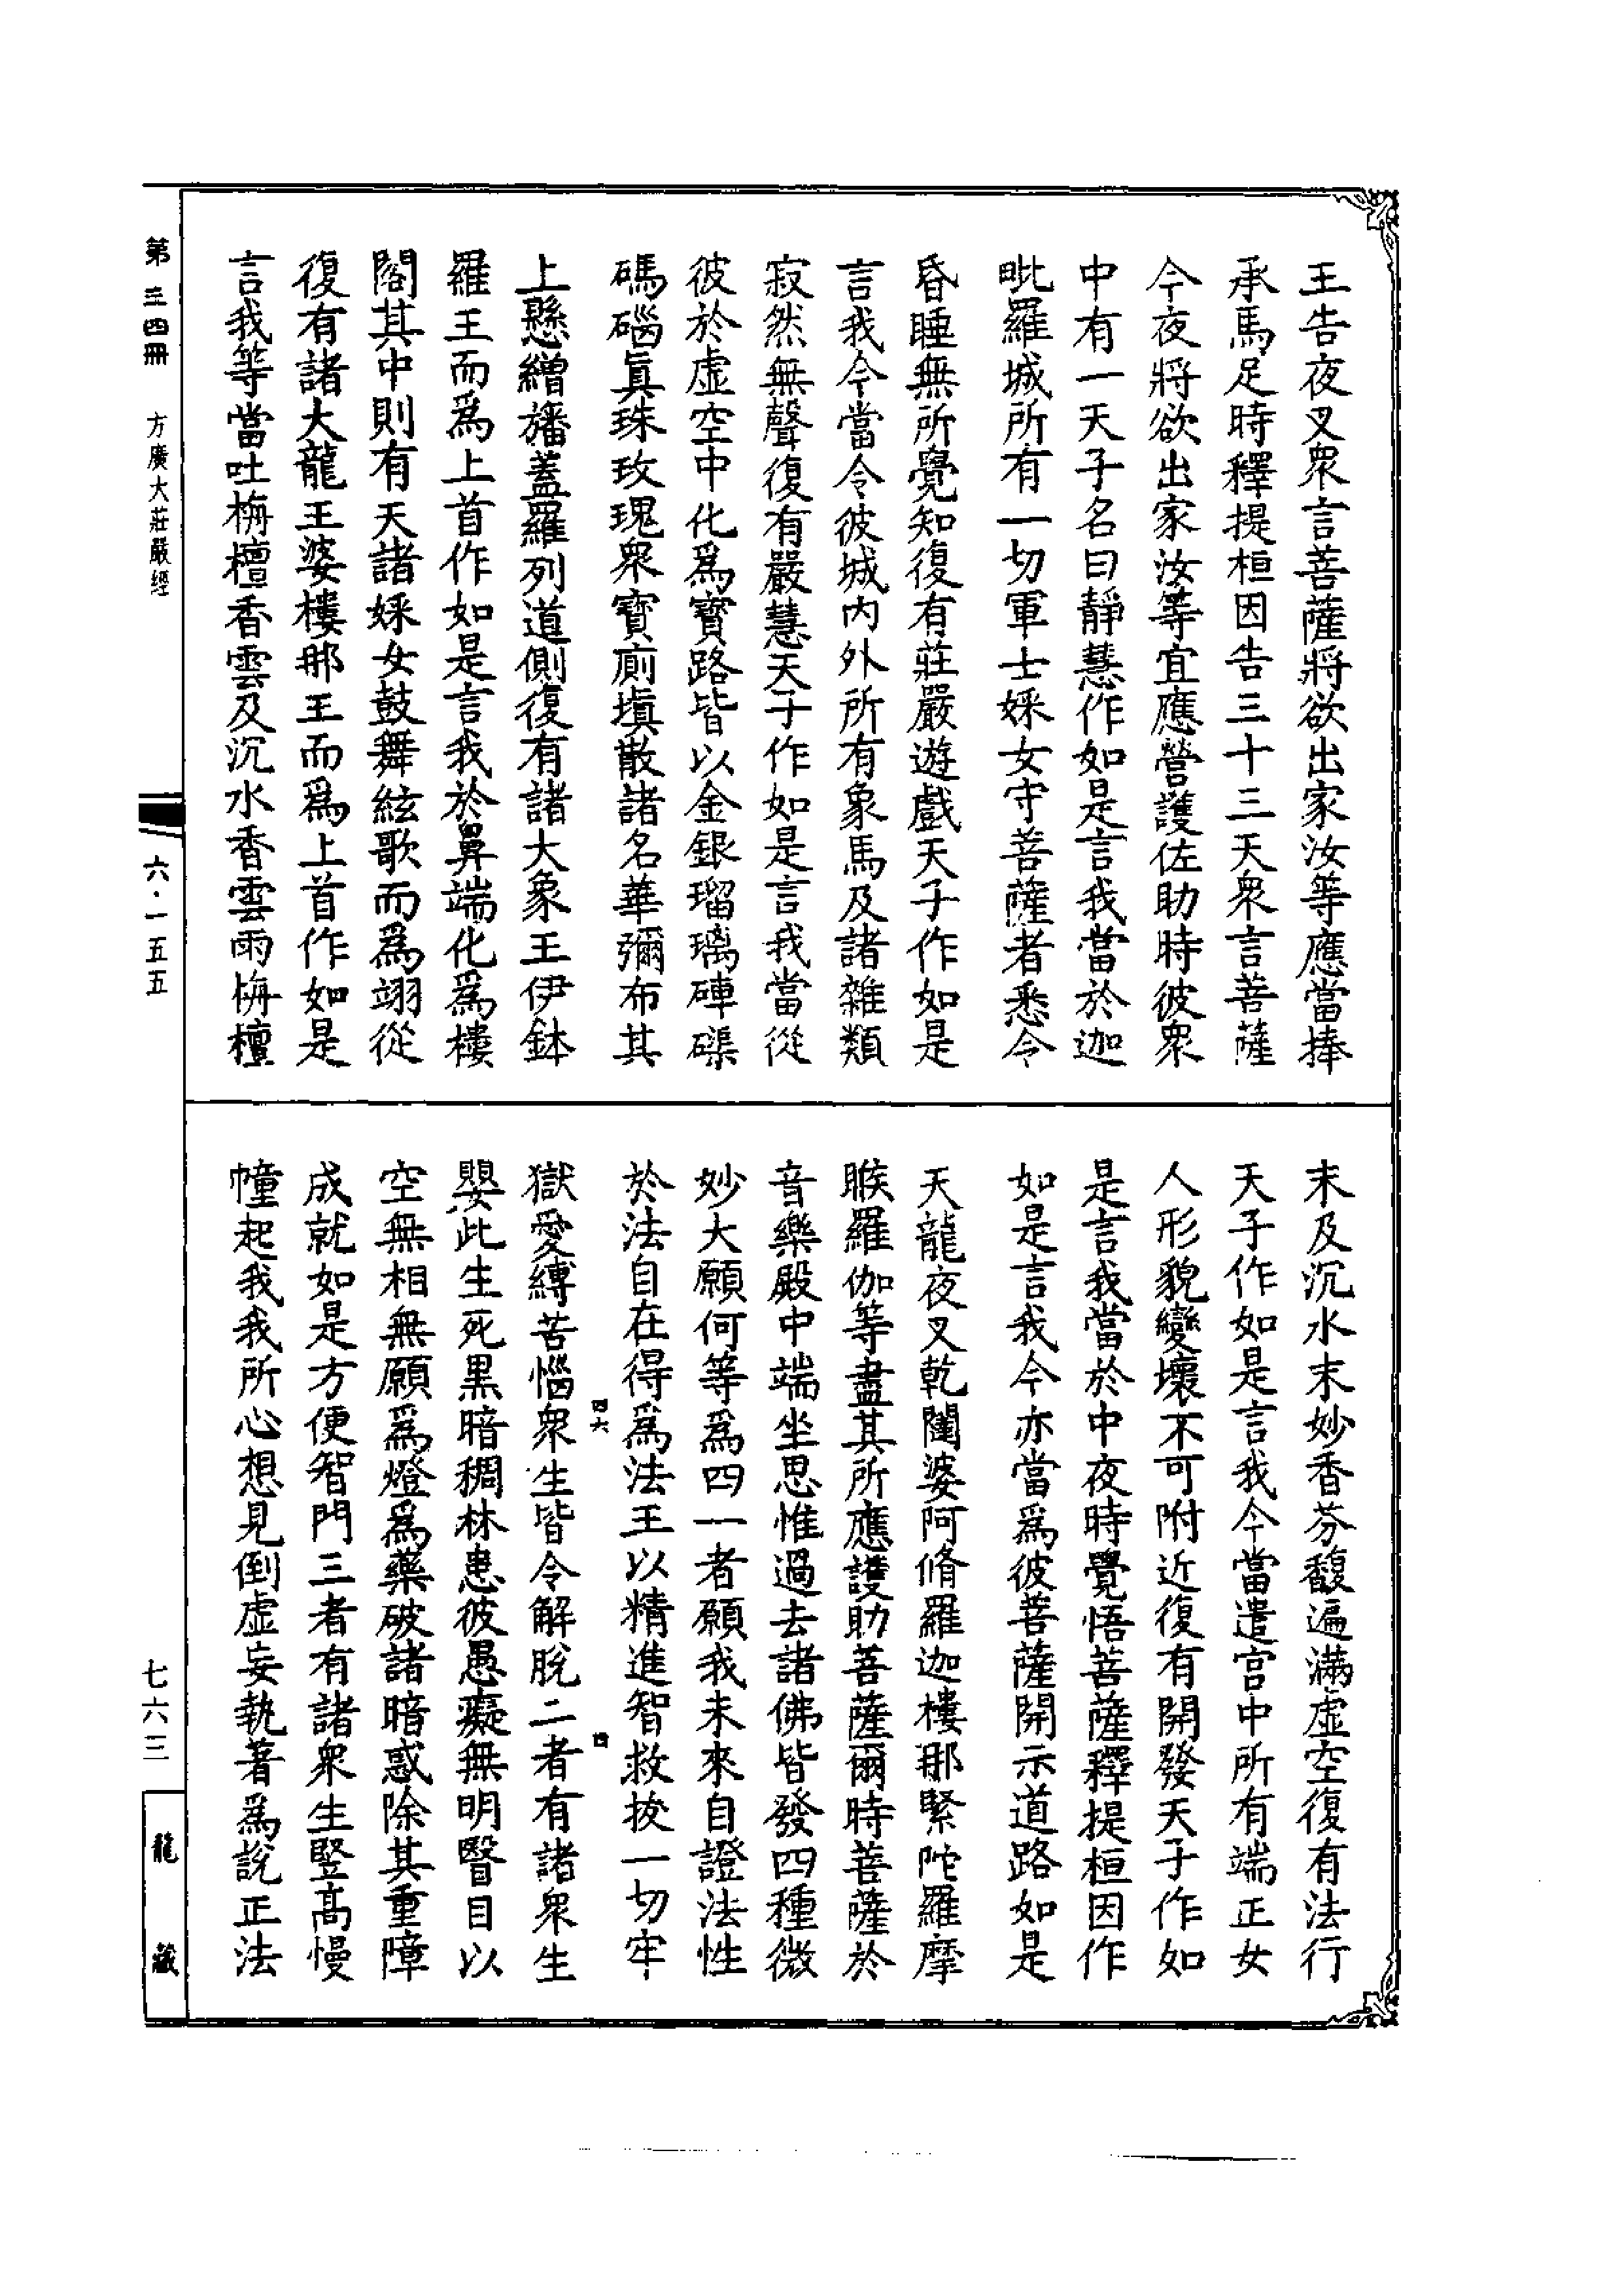 王告夜叉眾言菩薩將欲出家汝等應當捧
承馬足時釋提桓因告三十三天眾言菩薩
今夜將欲出家汝等宜應營護佐助時彼眾
中有一天子名曰靜慧作如是言我當於迦
毗羅城所有一切軍士婇女守菩薩者悉令
昏睡無所覺知復有莊嚴遊戲天子作如是
言我今當令彼城內外所有象馬及諸雜類
寂然無聲復有嚴慧天子作如是言我當從
彼於虛空中化爲寶路皆以金銀瑠璃硨磲
碼碯眞珠玫瑰眾寶廁塡散諸名華彌布其
上懸繒旛蓋羅列道側復有諸大象王伊鉢
羅王而爲上首作如是言我於鼻端化爲樓
閣其中則有天諸婇女鼓舞絃歌而爲翊從
復有諸大龍王婆樓那王而爲上首作如是
言我等當吐栴檀香雲及沉水香雲雨栴檀
末及沉水末妙香芬馥遍滿虛空復有法行
天子作如是言我今當遣宮中所有端正女
人形貌變壞不可附近復有開發天子作如
是言我當於中夜時覺悟菩薩釋提桓因作
如是言我今亦當爲彼菩薩開示道路如是
天龍夜叉乾闥婆阿脩羅迦樓那緊陀羅摩
睺羅伽等盡其所應護助菩薩爾時菩薩於
音樂殿中端坐思惟過去諸佛皆發四種微
妙大願何等爲四一者願我未來自證法性
於法自在得爲法王以精進智救拔一切牢
獄愛縛苦惱眾生皆令解脫二者有諸眾生
嬰此生死黑暗稠林患彼愚癡無明瞖目以
空無相無願爲燈爲藥破諸暗惑除其重障
成就如是方便智門三者有諸眾生豎高慢
幢起我我所心想見倒虛妄執著爲說正法
四六
四
第三四冊
方廣大莊嚴經
六·一五五
七六三
龍藏